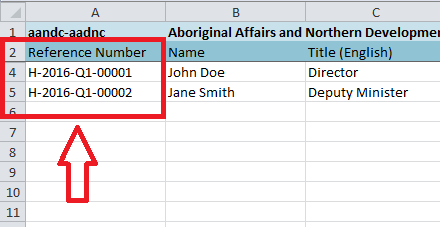 A B C
1 aandc-aadnc Aboriginal Affairs and Northern Developme
2 Reference Number Name Title (English)
4 H-2016-Q1-00001 John Doe Director
5 H-2016-Q1-00002 Jane Smith Deputy Minister
6
7
8
9
10
11